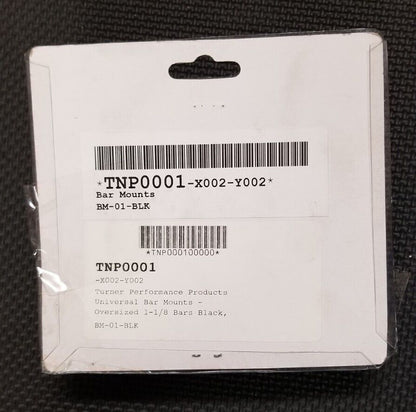 *TNP0001-X002-Y002*
Bar Mounts
BM-01-BLK
*TNP000100000*
TNP0001
-X002-Y002
Turner Performance Products
Universal Bar Mounts -
Oversized 1-1/8 Bars Black,
BM-01-BLK